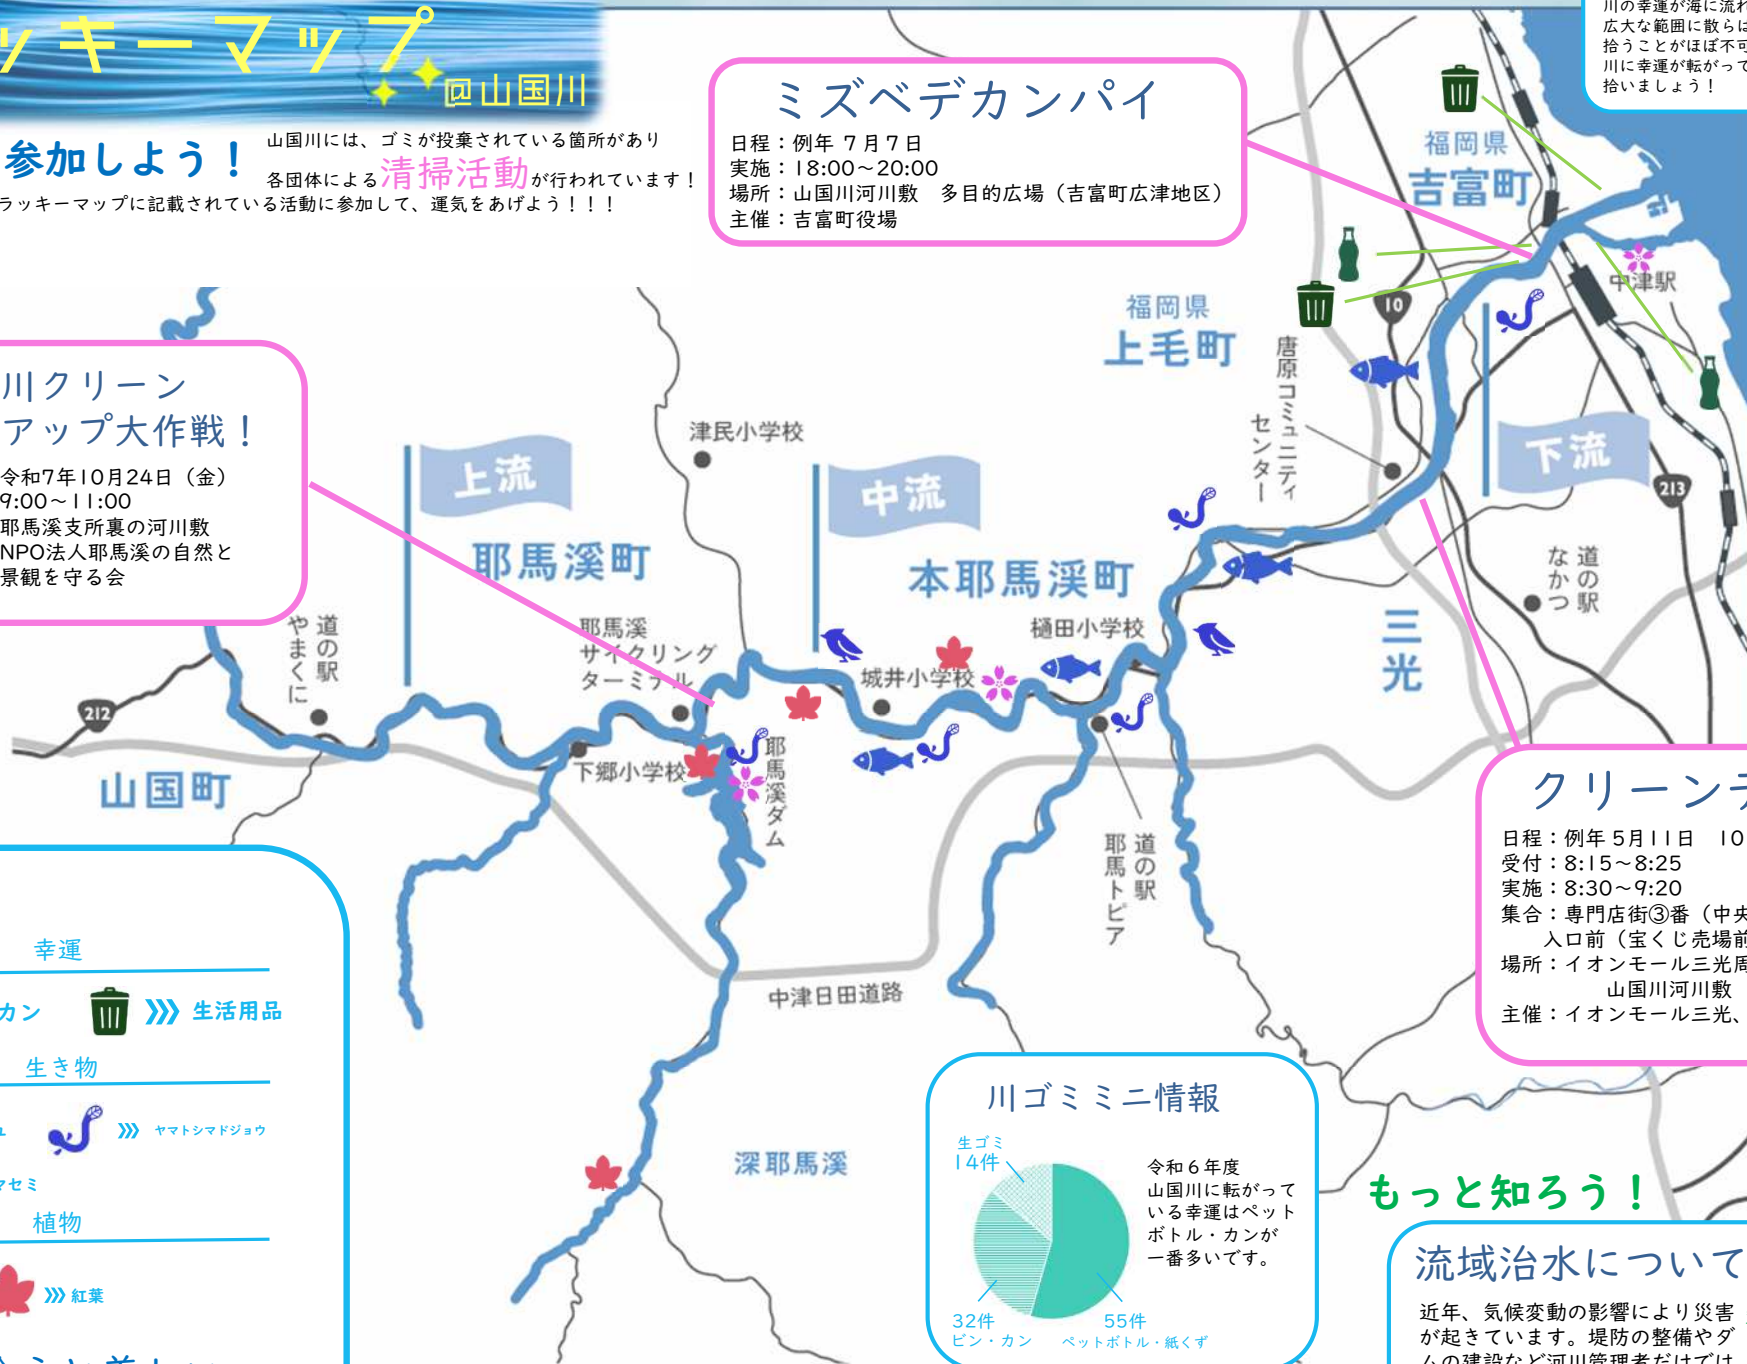 ッキーマップ
@山国川
参加しよう！
山国川には、ゴミが投棄されている箇所があり
各団体による清掃活動が行われています！
ラッキーマップに記載されている活動に参加して、運気をあげよう！！！
ミズベデカンパイ
日程：例年 7月7日
実施：18:00～20:00
場所：山国川河川敷　多目的広場（吉富町広津地区）
主催：吉富町役場
川の幸運が海に流れ
広大な範囲に散らば
拾うことがほぼ不可
川に幸運が転がって
拾いましょう！
福岡県
吉富町
中津駅
10
福岡県
上毛町
唐原コミュニティ
センター
下流
213
道の駅
なかつ
三光
川クリーン
アップ大作戦！
令和7年10月24日（金）
9:00～11:00
耶馬溪支所裏の河川敷
NPO法人耶馬溪の自然と
景観を守る会
上流
耶馬溪町
津民小学校
中流
本耶馬渓町
樋田小学校
城井小学校
耶馬溪
サイクリング
ターミナル
道の駅
やまくに
212
山国町
下郷小学校
耶馬溪ダム
道の駅
耶馬トピア
中津日田道路
深耶馬溪
クリーンデ
日程：例年 5月11日　10
受付：8:15～8:25
実施：8:30～9:20
集合：専門店街③番（中央
入口前（宝くじ売場前
場所：イオンモール三光周
山国川河川敷
主催：イオンモール三光、
幸運
カン
生活用品
生き物
ュ
ヤマトシマドジョウ
マセミ
植物
紅葉
川ゴミミニ情報
生ゴミ
14件
令和６年度
山国川に転がって
いる幸運はペット
ボトル・カンが
一番多いです。
32件
ビン・カン
55件
ペットボトル・紙くず
もっと知ろう！
流域治水について
近年、気候変動の影響により災害
が起きています。堤防の整備やダ
ムの建設など河川管理者だけでは